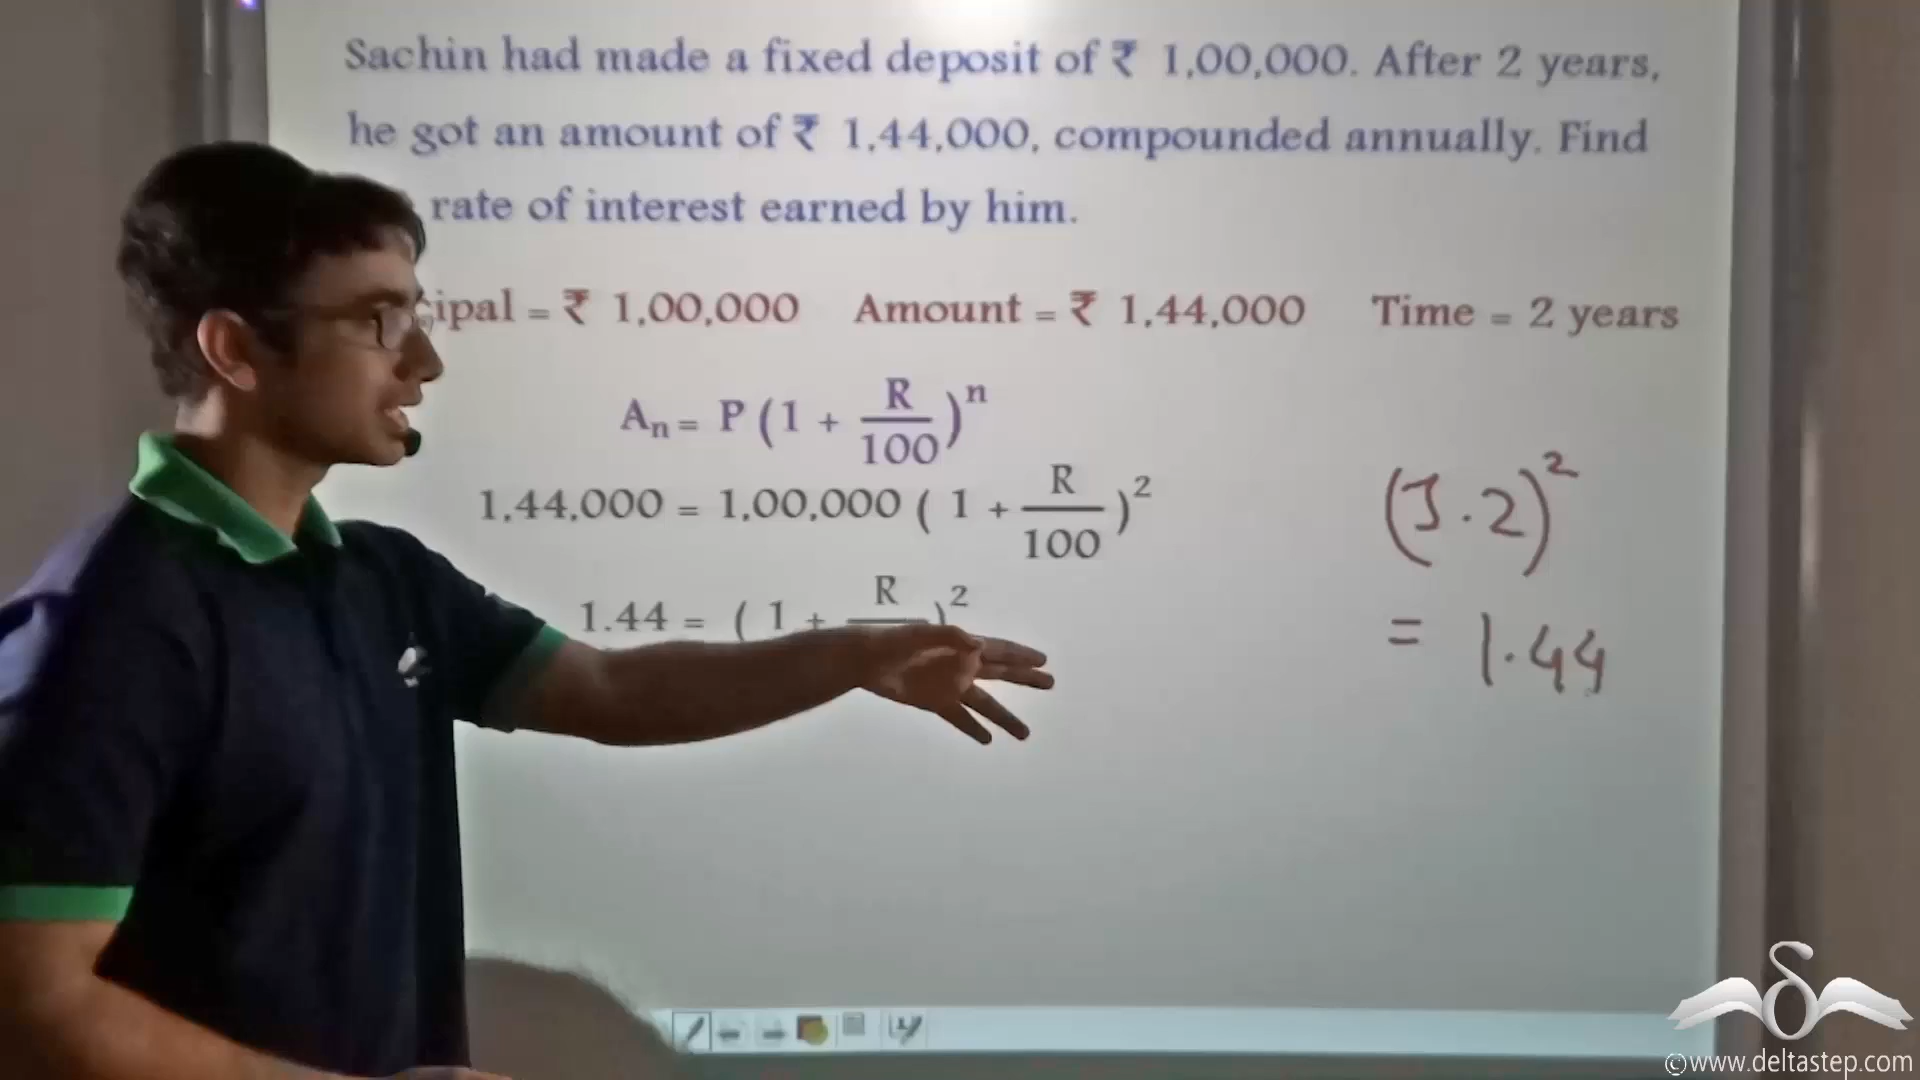 Sachin had made a fixed deposit of ₹ 1,00,000. After 2 years,
he got an amount of ₹ 1,44,000, compounded annually. Find
rate of interest earned by him.
cipal = ₹ 1,00,000 Amount = ₹ 1,44,000 Time = 2 years
Aₙ = P (1 + R/100)ⁿ
1,44,000 = 1,00,000 ( 1 + R/100 )²
1.44 = ( 1 + R )²
(1.2)²
= 1.44
©www.deltastep.com